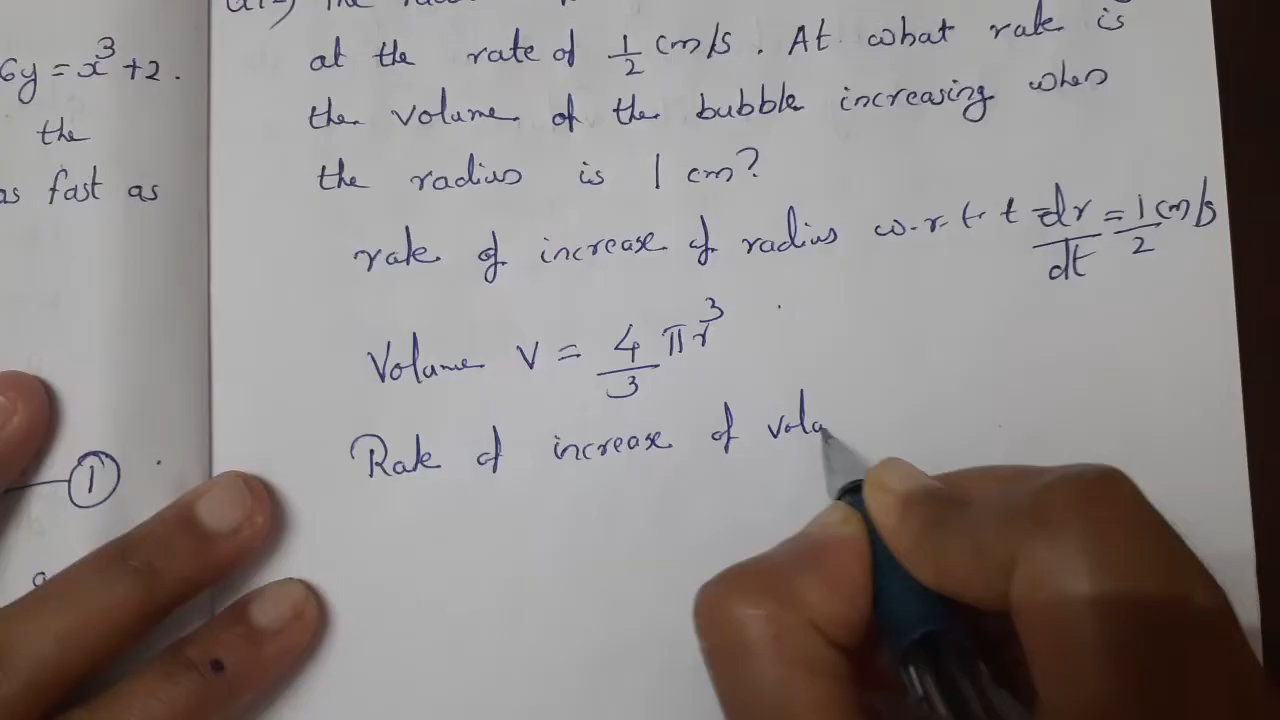 6y = x³ + 2.
the
as fast as
①
at the rate of 1/2 cm/s. At what rate is
the volume of the bubble increasing when
the radius is 1 cm?
rate of increase of radius w.r.t. t = dr/dt = 1/2 cm/s
Volume V = 4/3 πr³
Rate of increase of volu